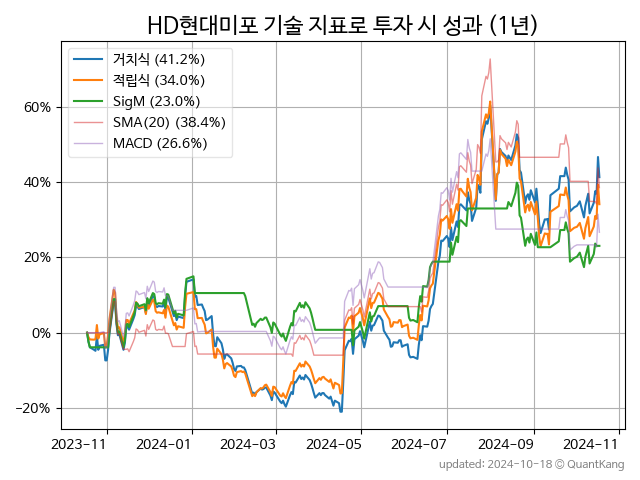 HD현대미포 기술 지표로 투자 시 성과 (1년)
거치식 (41.2%)
적립식 (34.0%)
SigM (23.0%)
SMA(20) (38.4%)
MACD (26.6%)
60%
40%
20%
0%
−20%
2023-11 2024-01 2024-03 2024-05 2024-07 2024-09 2024-11
updated: 2024-10-18 © QuantKang